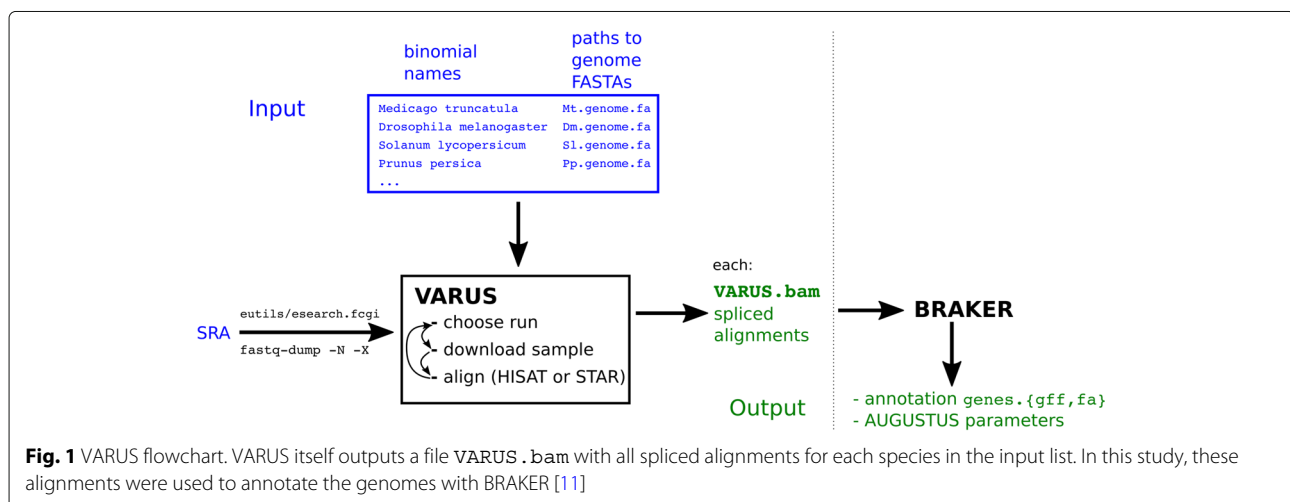 binomial names
paths to genome FASTAs
Input
Medicago truncatula Mt.genome.fa
Drosophila melanogaster Dm.genome.fa
Solanum lycopersicum Sl.genome.fa
Prunus persica Pp.genome.fa
...
SRA
eutils/esearch.fcgi
fastq-dump -N -X
VARUS
- choose run
- download sample
- align (HISAT or STAR)
each:
VARUS.bam
spliced
alignments
Output
BRAKER
- annotation genes.{gff,fa}
- AUGUSTUS parameters
Fig. 1 VARUS flowchart. VARUS itself outputs a file VARUS.bam with all spliced alignments for each species in the input list. In this study, these
alignments were used to annotate the genomes with BRAKER [11]